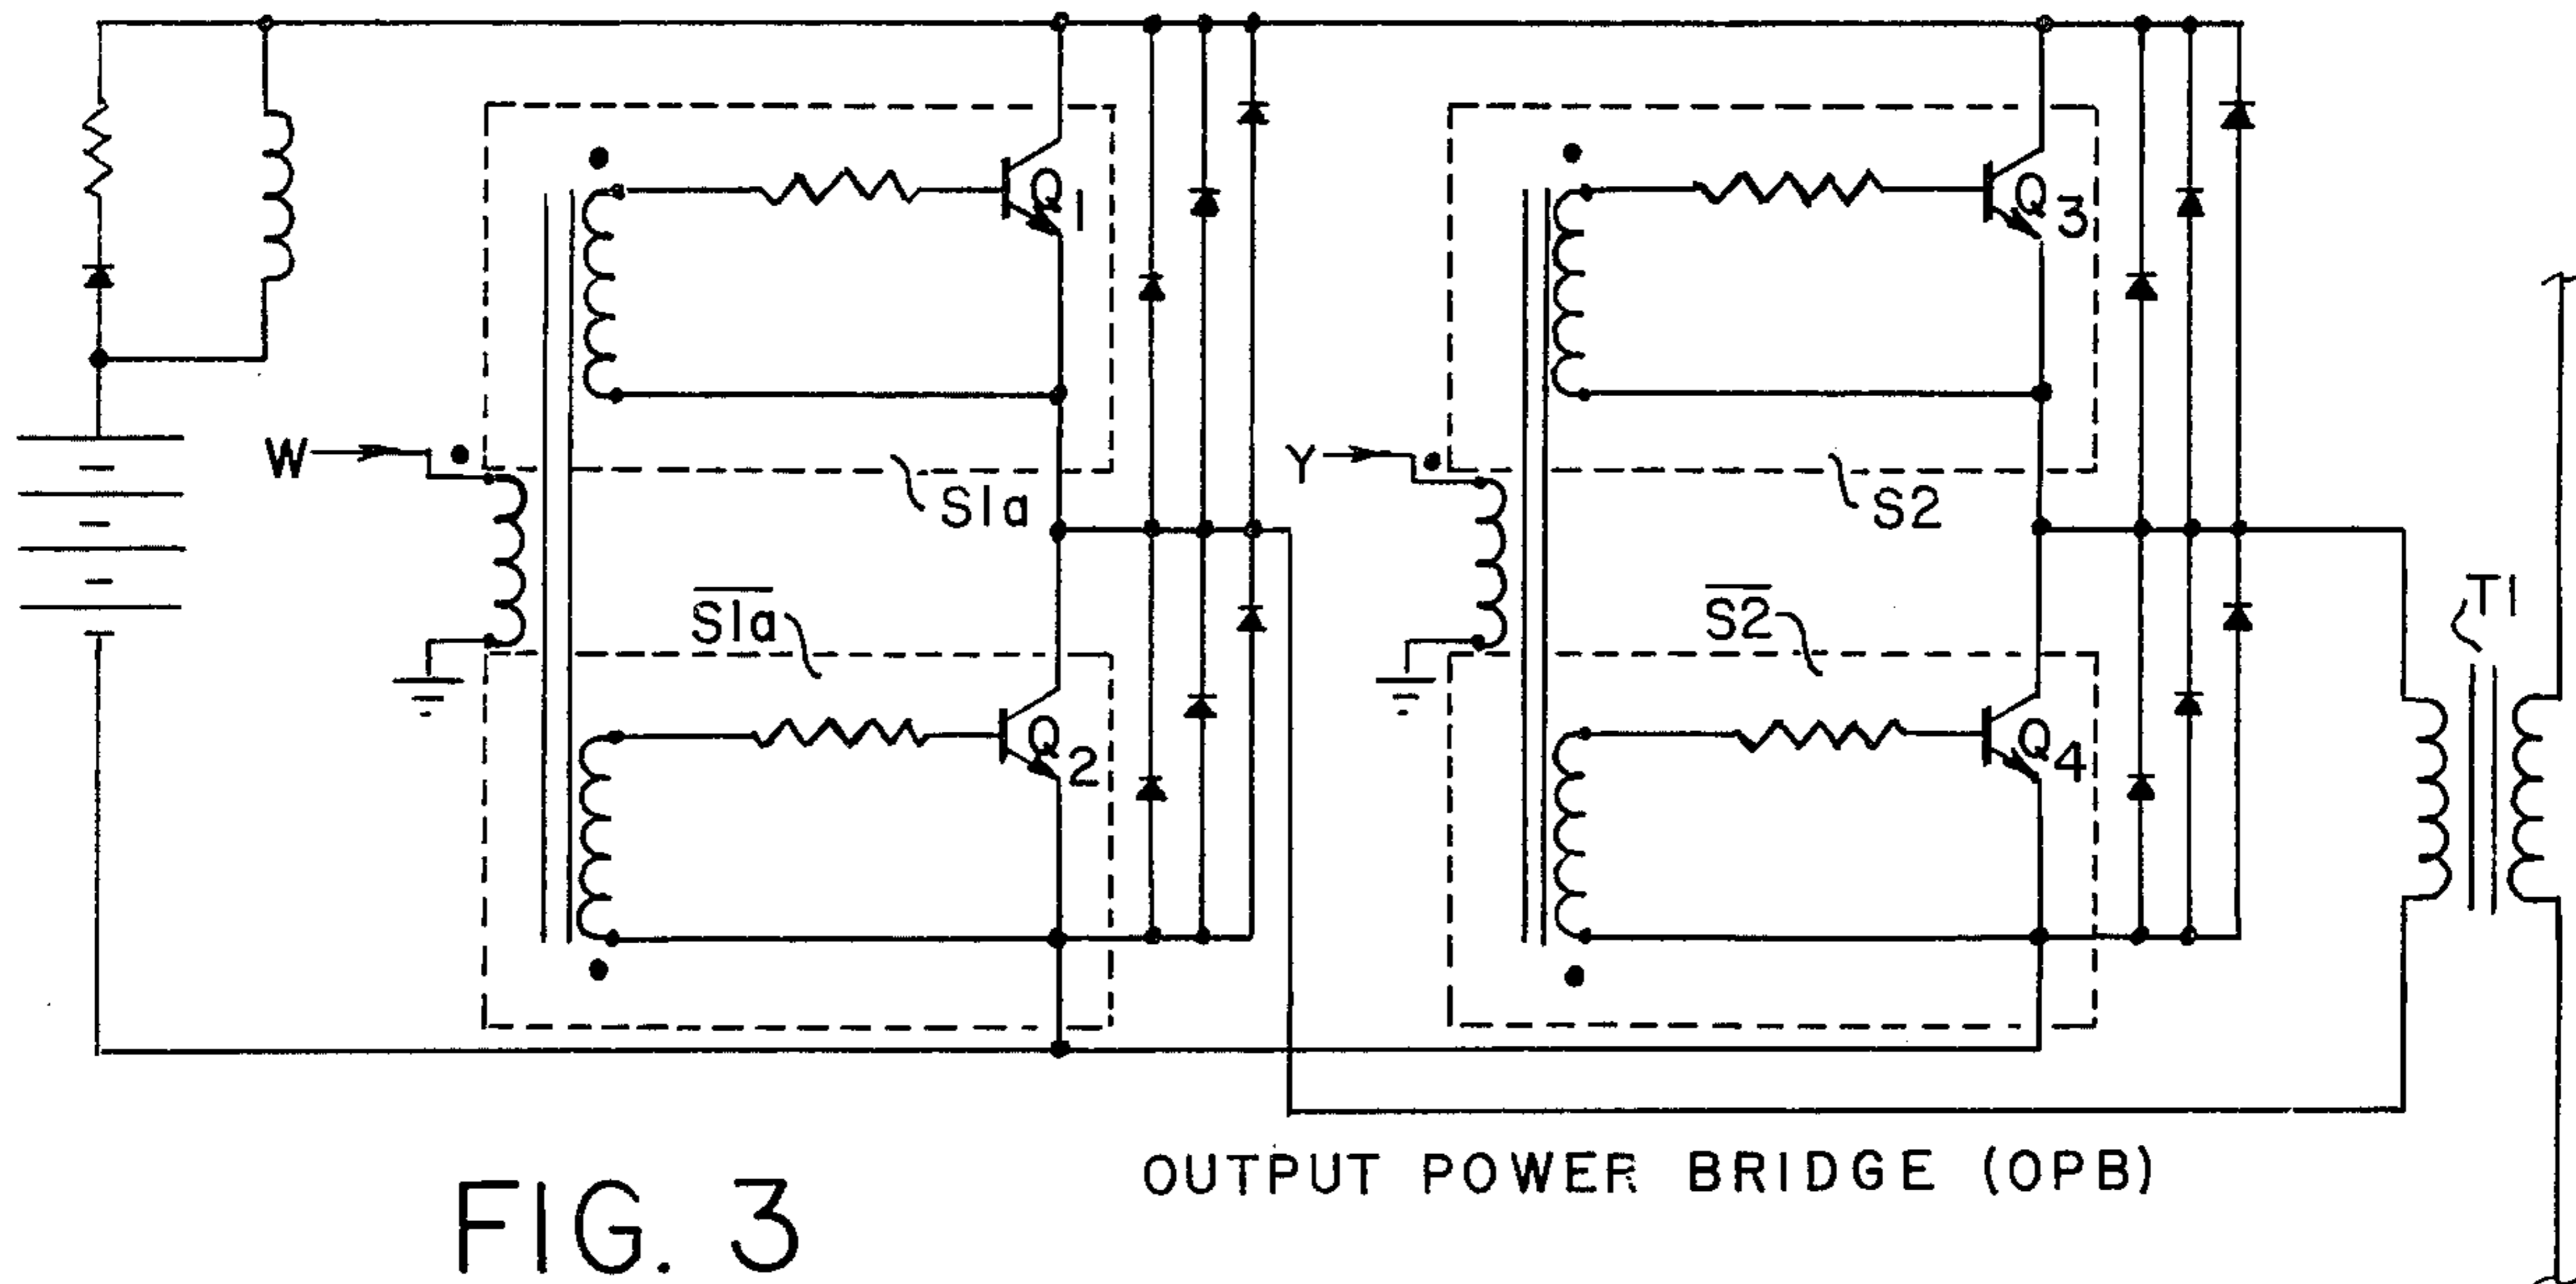 Q1
Q3
W
S1a
Y
S2
S1a
S2
T1
Q2
Q4
OUTPUT POWER BRIDGE (OPB)
FIG. 3